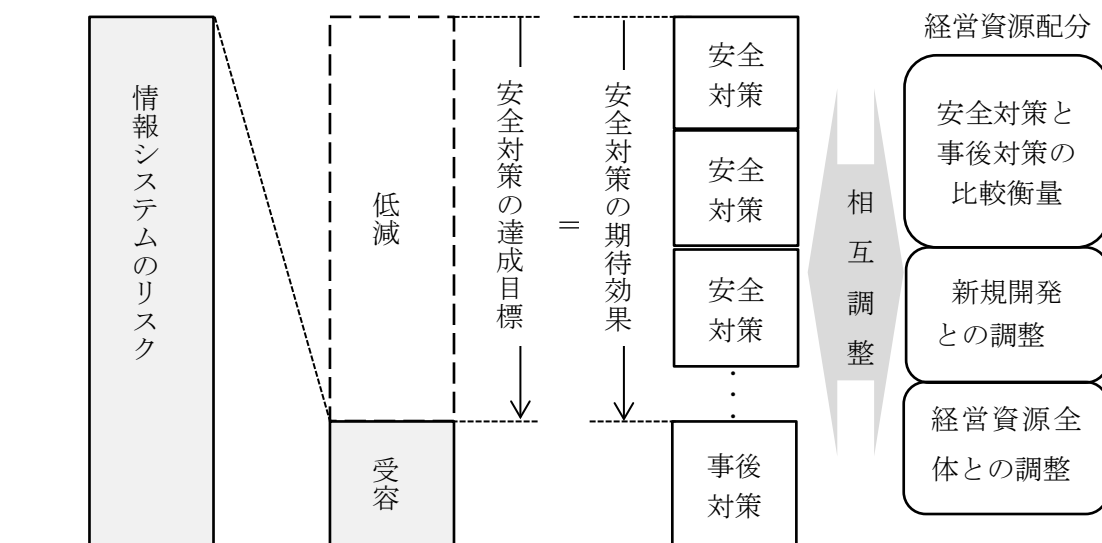 情報システムのリスク
低減
受容
安全対策の達成目標
=
安全対策の期待効果
安全
対策
安全
対策
安全
対策
事後
対策
相互調整
経営資源配分
安全対策と
事後対策の
比較衡量
新規開発
との調整
経営資源全
体との調整